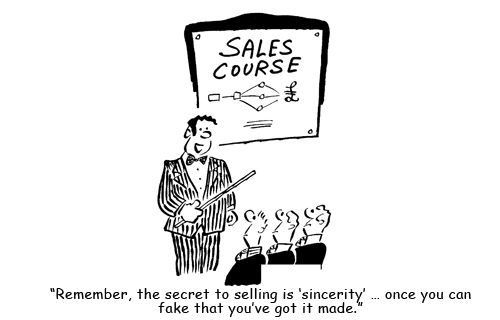 SALES
COURSE
"Remember, the secret to selling is 'sincerity' ... once you can
fake that you've got it made."